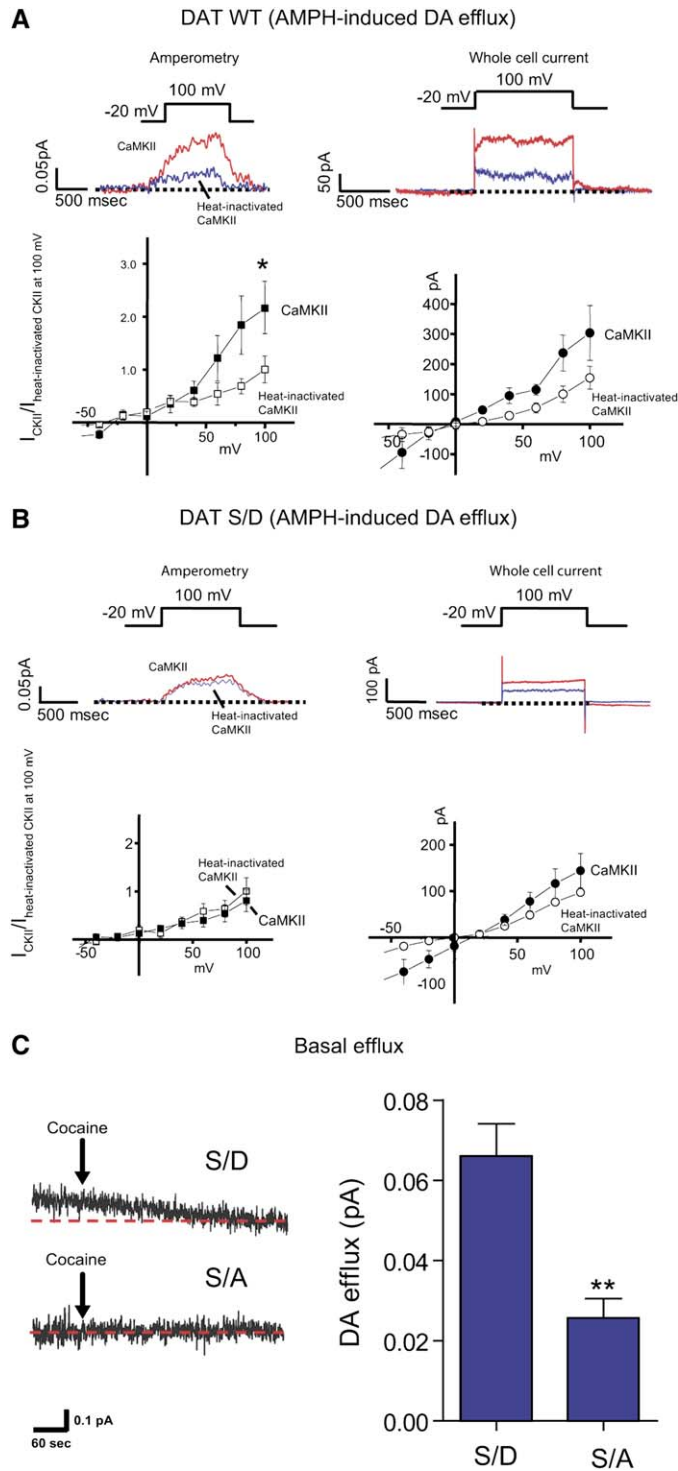 A
DAT WT (AMPH-induced DA efflux)
Amperometry
100 mV
-20 mV
CaMKII
0.05pA
500 msec
Heat-inactivated
CaMKII
Whole cell current
100 mV
-20 mV
50 pA
500 msec
I CKII/I heat-inactivated CKII at 100 mV
3.0
*
2.0
CaMKII
1.0
Heat-inactivated
CaMKII
-50
50
100
mV
pA
400
300
CaMKII
200
100
Heat-inactivated
CaMKII
-50
50
100
-100
mV
B
DAT S/D (AMPH-induced DA efflux)
Amperometry
100 mV
-20 mV
CaMKII
0.05pA
500 msec
Heat-inactivated
CaMKII
Whole cell current
100 mV
-20 mV
100 pA
500 msec
I CKII/I heat-inactivated CKII at 100 mV
2
Heat-inactivated
CaMKII
1
CaMKII
-50
50
100
mV
pA
200
CaMKII
100
Heat-inactivated
CaMKII
-50
50
100
mV
-100
C
Basal efflux
Cocaine
S/D
Cocaine
S/A
0.1 pA
60 sec
DA efflux (pA)
0.08
0.06
0.04
0.02
0.00
**
S/D
S/A